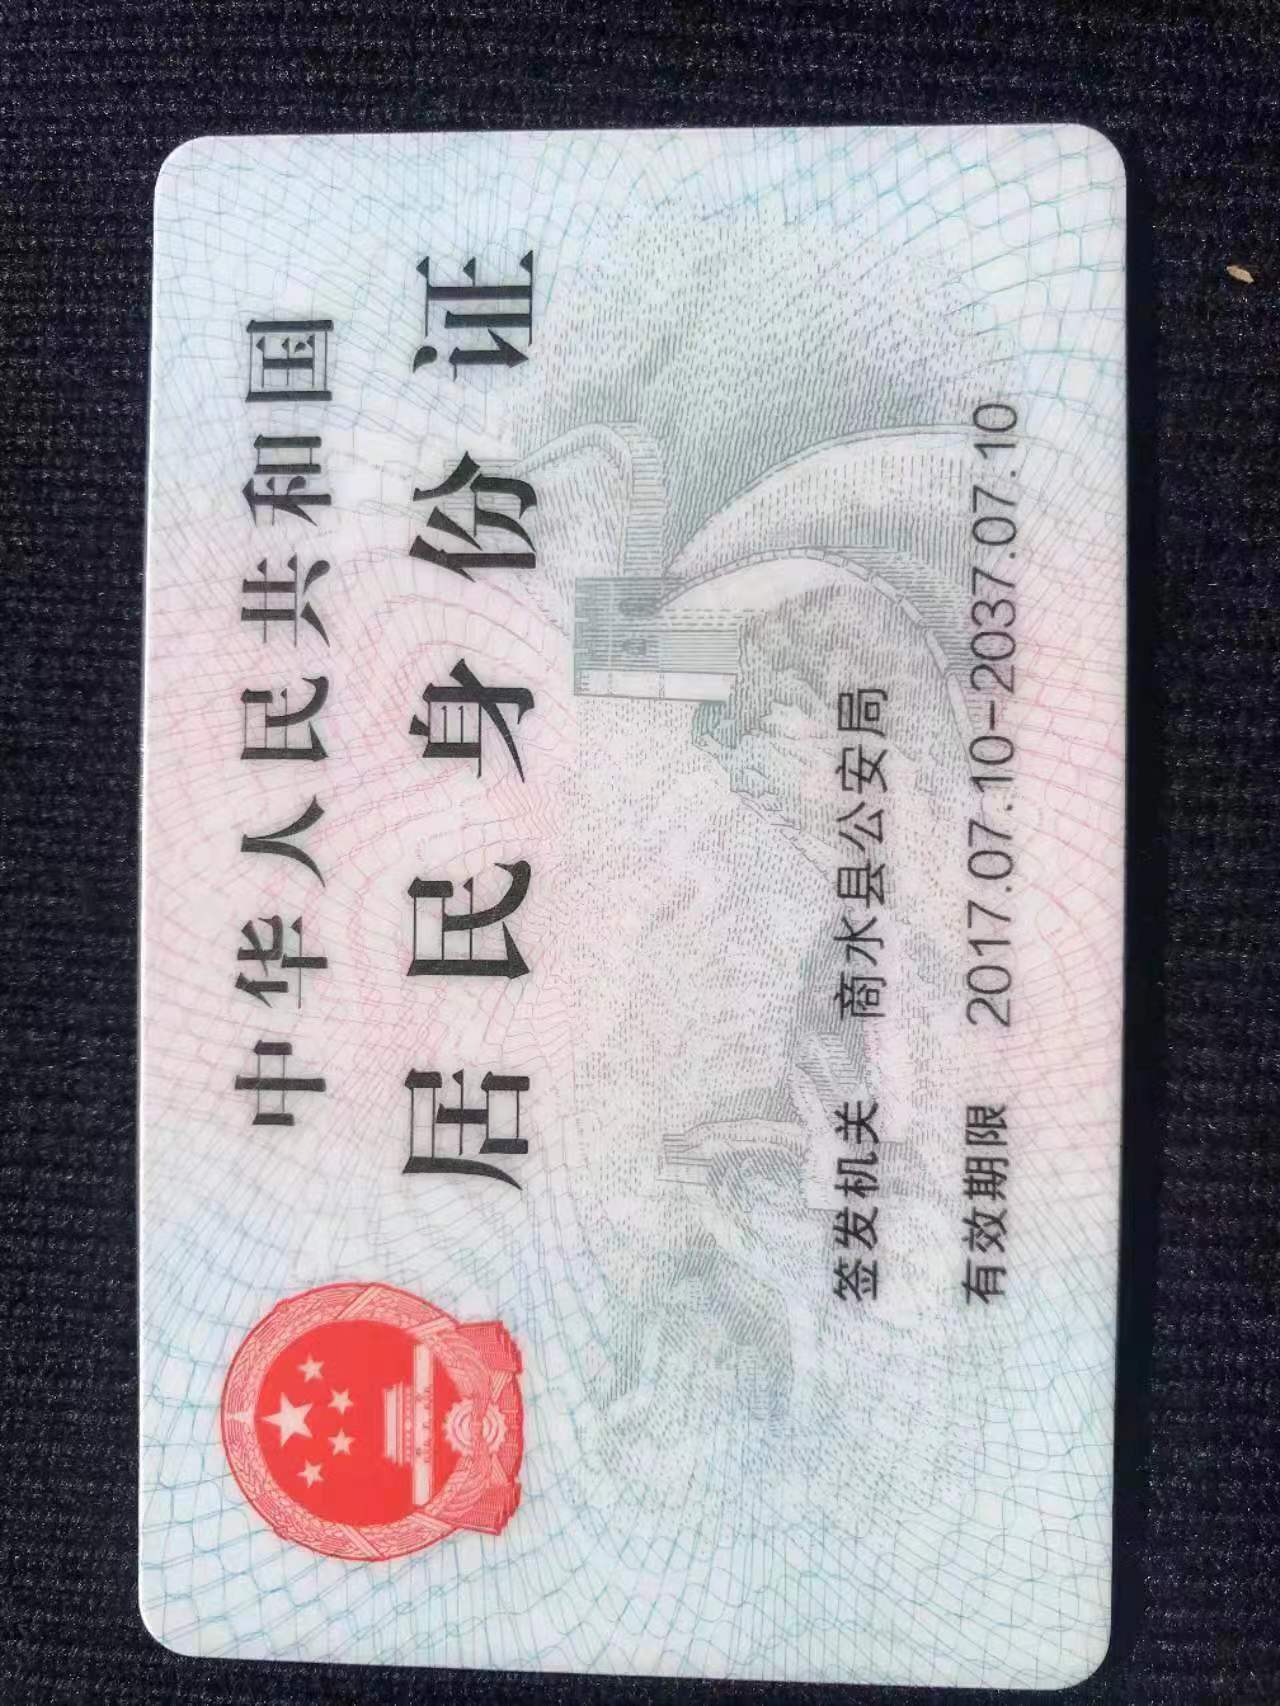 中华人民共和国
居民身份证
签发机关 商水县公安局
有效期限 2017.07.10-2037.07.10